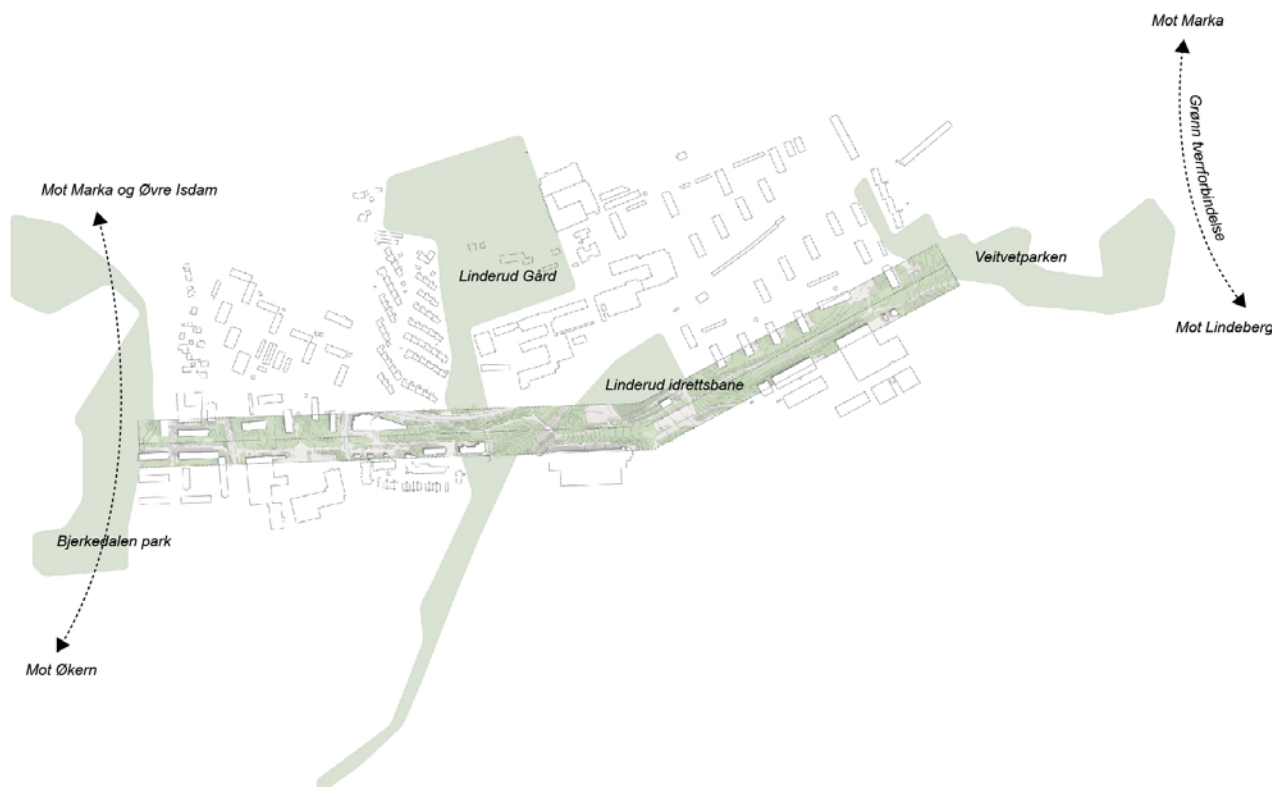 Mot Marka
Grønn tverrforbindelse
Mot Marka og Øvre Isdam
Linderud Gård
Veitvetparken
Mot Lindeberg
Linderud idrettsbane
Bjerkedalen park
Mot Økern